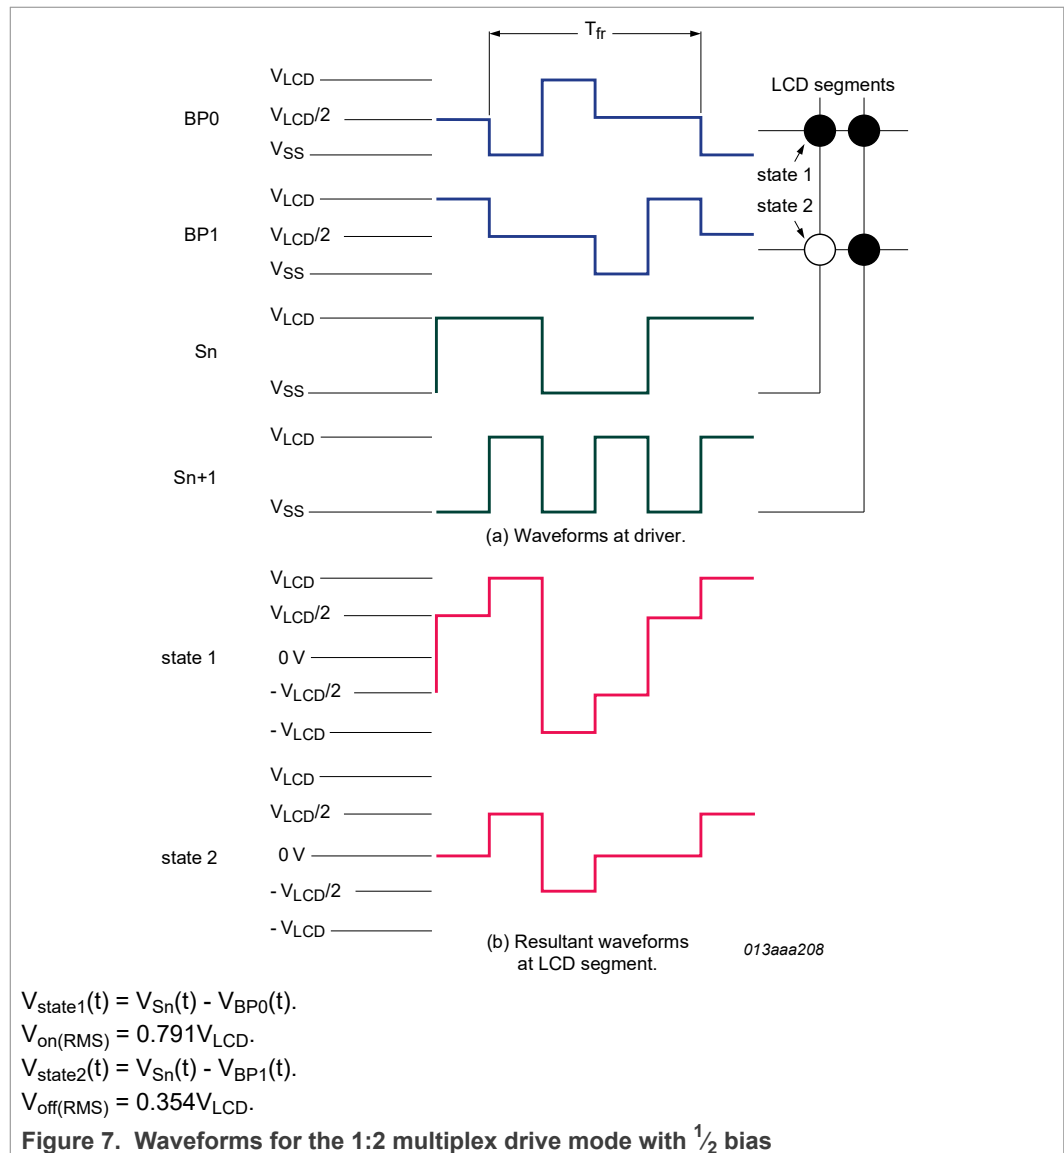 Tfr
BP0
VLCD
VLCD/2
VSS
LCD segments
state 1
state 2
BP1
VLCD
VLCD/2
VSS
Sn
VLCD
VSS
Sn+1
VLCD
VSS
(a) Waveforms at driver.
state 1
VLCD
VLCD/2
0 V
- VLCD/2
- VLCD
state 2
VLCD
VLCD/2
0 V
- VLCD/2
- VLCD
(b) Resultant waveforms
at LCD segment.
013aaa208
Vstate1(t) = VSn(t) - VBP0(t).
Von(RMS) = 0.791VLCD.
Vstate2(t) = VSn(t) - VBP1(t).
Voff(RMS) = 0.354VLCD.
Figure 7. Waveforms for the 1:2 multiplex drive mode with 1/2 bias